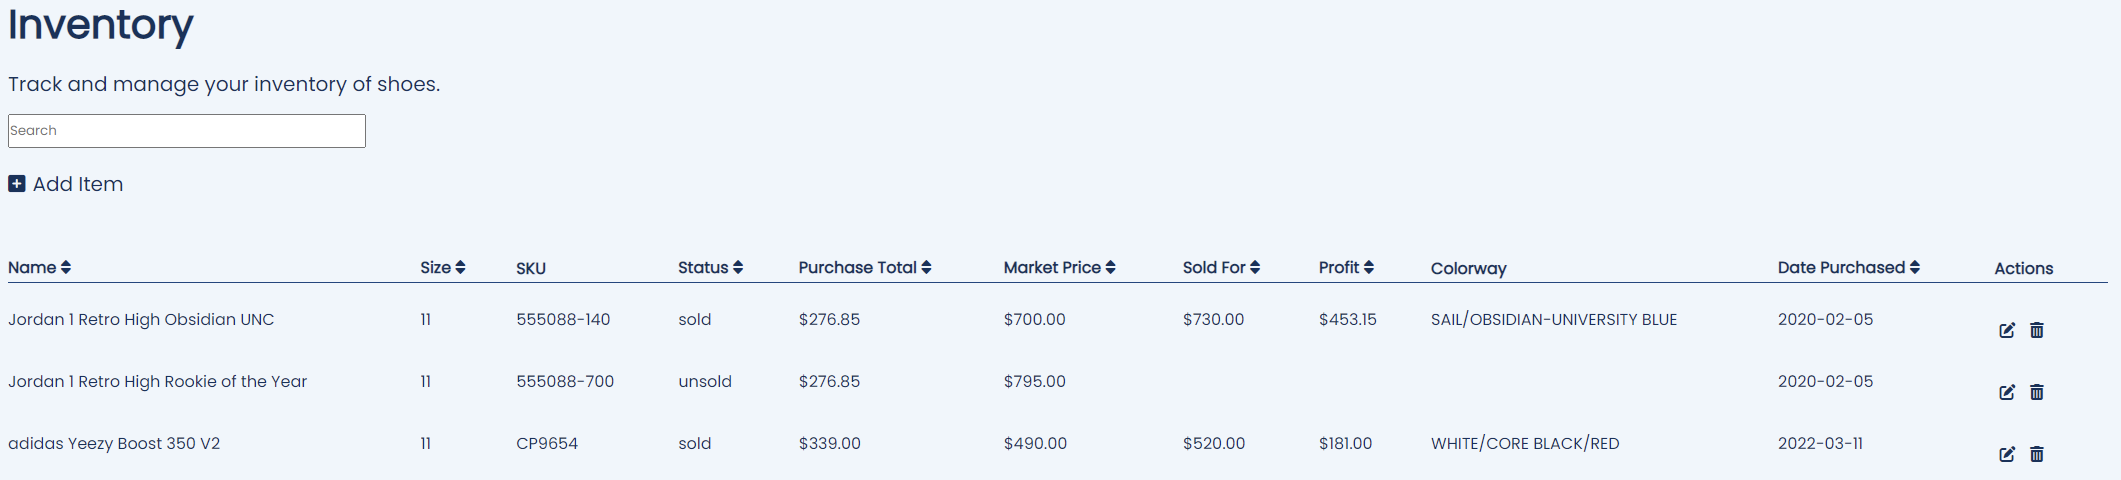 Inventory
Track and manage your inventory of shoes.
Search
Add Item
Name Size SKU Status Purchase Total Market Price Sold For Profit Colorway Date Purchased Actions
Jordan 1 Retro High Obsidian UNC 11 555088-140 sold $276.85 $700.00 $730.00 $453.15 SAIL/OBSIDIAN-UNIVERSITY BLUE 2020-02-05
Jordan 1 Retro High Rookie of the Year 11 555088-700 unsold $276.85 $795.00 2020-02-05
adidas Yeezy Boost 350 V2 11 CP9654 sold $339.00 $490.00 $520.00 $181.00 WHITE/CORE BLACK/RED 2022-03-11